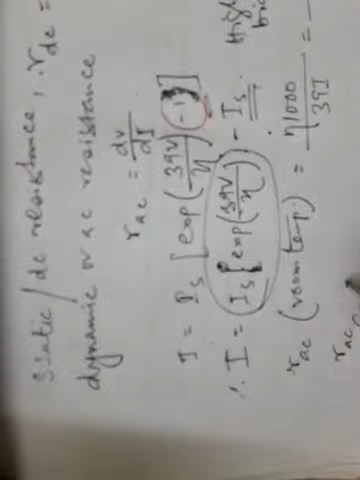 Static / dc resistance, r_dc =
dynamic or ac resistance
r_ac = dv/dI
I = I_s [exp(39V/η) - 1]
∴ I = I_s [exp(39V/η)] - I_s
r_ac (room temp) = η1000/39I =
r_ac